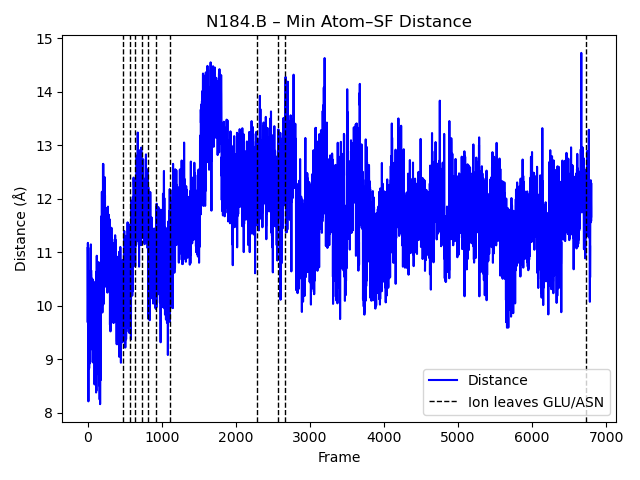 N184.B – Min Atom–SF Distance
Distance (Å)
15
14
13
12
11
10
9
8
Distance
Ion leaves GLU/ASN
0 1000 2000 3000 4000 5000 6000 7000
Frame